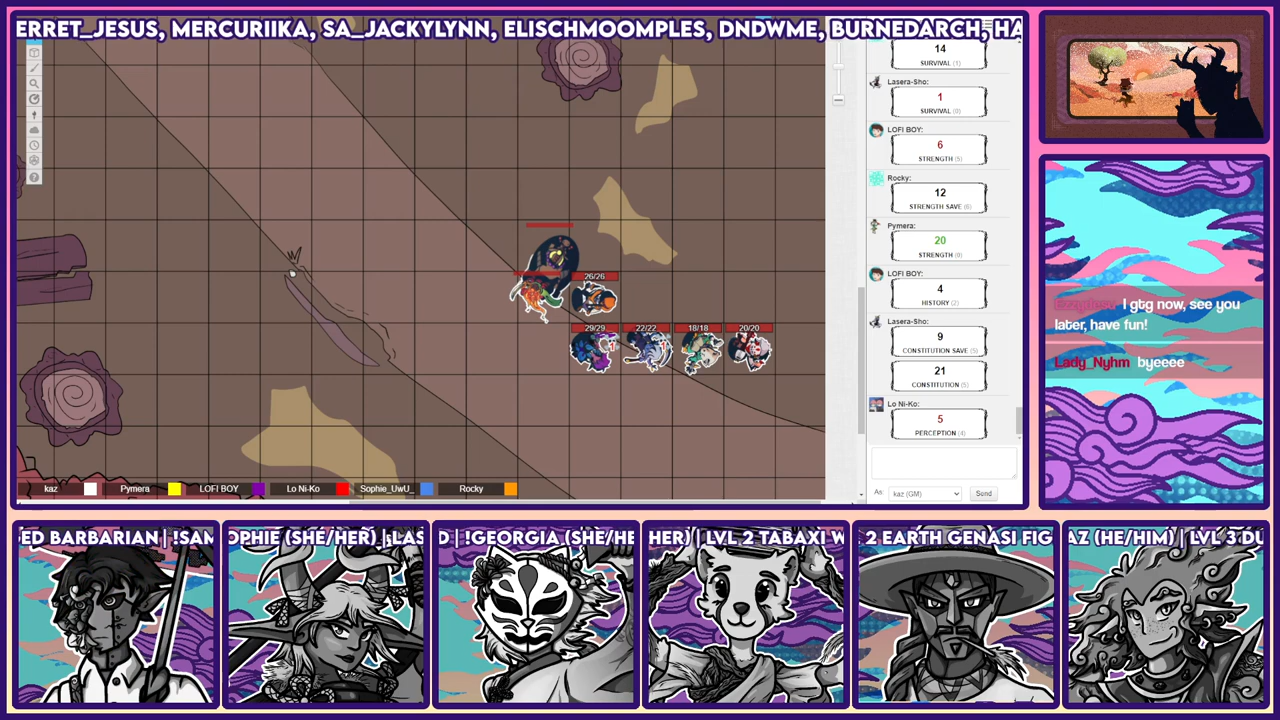 ERRET_JESUS, MERCURIIKA, SA_JACKYLYNN, ELISCHMOOMPLES, DNDWME, BURNEDARCH, HA
14
SURVIVAL (1)
Lasera-Sho:
1
SURVIVAL (0)
LOFI BOY:
6
STRENGTH (5)
Rocky:
12
STRENGTH SAVE (6)
Pymera:
20
STRENGTH (0)
LOFI BOY:
4
HISTORY (2)
Lasera-Sho:
9
CONSTITUTION SAVE (5)
21
CONSTITUTION (5)
Lo Ni-Ko:
5
PERCEPTION (4)
As:
kaz (GM)
Send
26/26
29/29
22/22
18/18
20/20
kaz
Pymera
LOFI BOY
Lo Ni-Ko
Sophie_UwU_
Rocky
I gtg now, see you
later, have fun!
Lady_Nyhm byeeee
ED BARBARIAN | !SAM
OPHIE (SHE/HER) | !LAS
D | !GEORGIA (SHE/HE
HER) | LVL 2 TABAXI W
2 EARTH GENASI FIG
AZ (HE/HIM) | LVL 3 DU